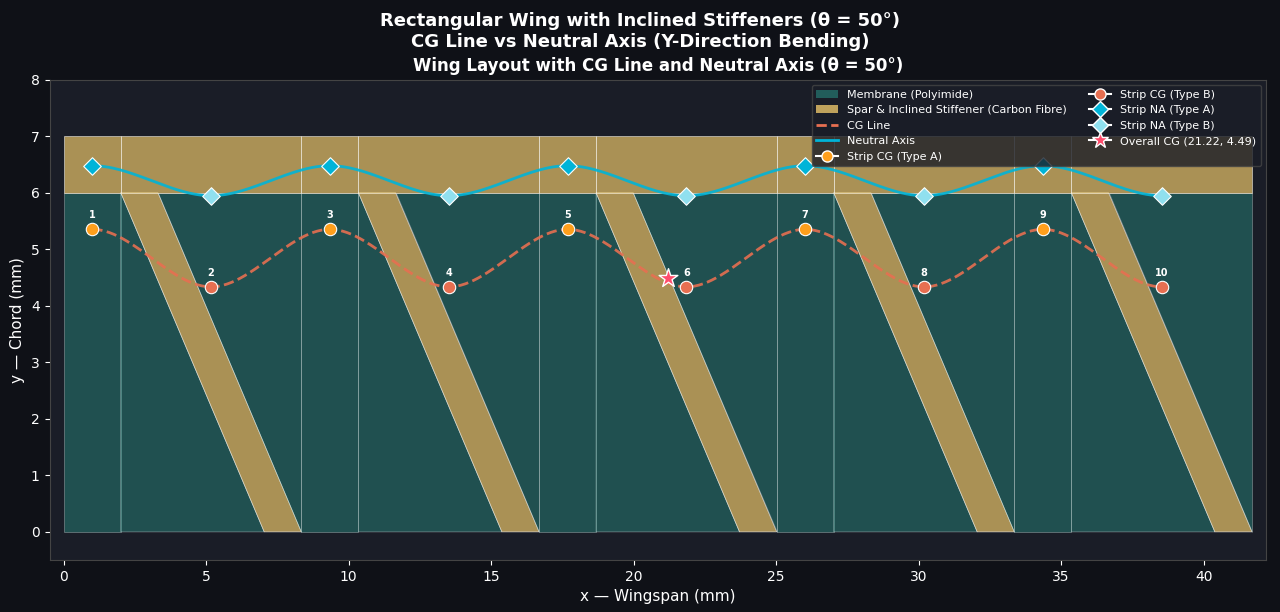 Rectangular Wing with Inclined Stiffeners (θ = 50°)
CG Line vs Neutral Axis (Y-Direction Bending)
Wing Layout with CG Line and Neutral Axis (θ = 50°)
Membrane (Polyimide)
Spar & Inclined Stiffener (Carbon Fibre)
CG Line
Neutral Axis
Strip CG (Type A)
Strip CG (Type B)
Strip NA (Type A)
Strip NA (Type B)
Overall CG (21.22, 4.49)
y — Chord (mm)
8
7
6
5
4
3
2
1
0
1
2
3
4
5
6
7
8
9
10
0
5
10
15
20
25
30
35
40
x — Wingspan (mm)